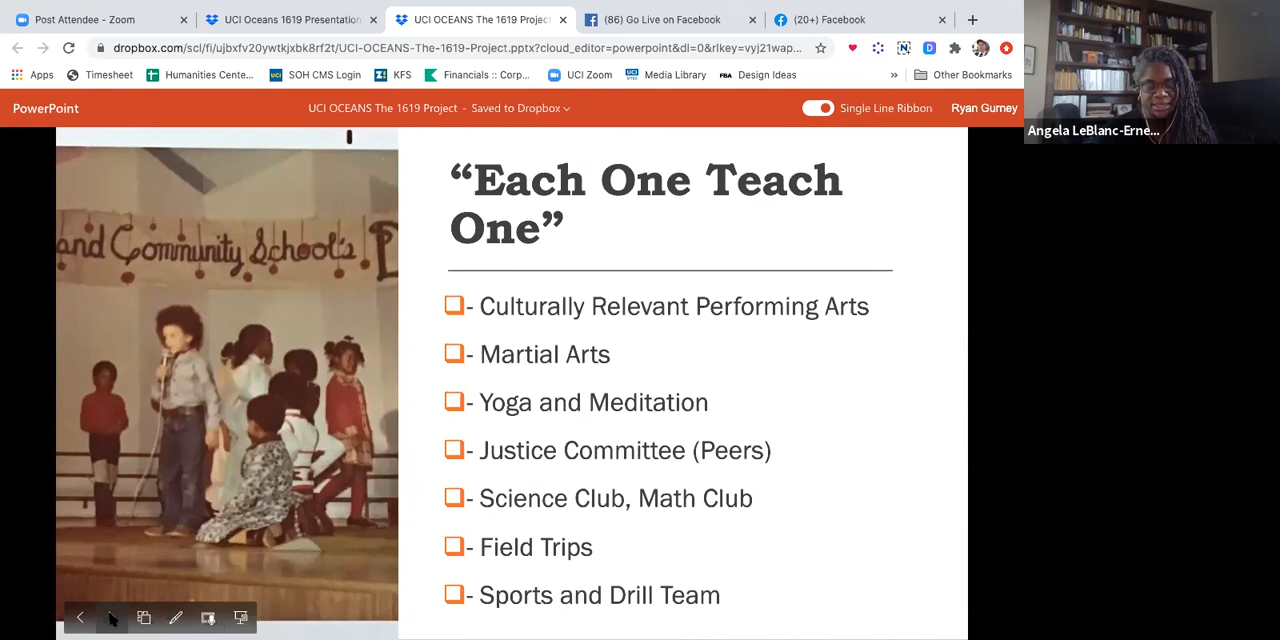 Post Attendee - Zoom
UCI Oceans 1619 Presentation
UCI OCEANS The 1619 Projec
(86) Go Live on Facebook
(20+) Facebook
dropbox.com/scl/fi/ujbxfv20ywtkjxbk8rf2t/UCI-OCEANS-The-1619-Project.pptx?cloud_editor=powerpoint&dl=0&rlkey=vyj21wap...
Apps
Timesheet
Humanities Cente...
SOH CMS Login
KFS
Financials :: Corp...
UCI Zoom
Media Library
FBA Design Ideas
»
Other Bookmarks
PowerPoint
UCI OCEANS The 1619 Project - Saved to Dropbox
Single Line Ribbon
Ryan Gurney
Angela LeBlanc-Erne...
and Community School's
“Each One Teach
One”
- Culturally Relevant Performing Arts
- Martial Arts
- Yoga and Meditation
- Justice Committee (Peers)
- Science Club, Math Club
- Field Trips
- Sports and Drill Team